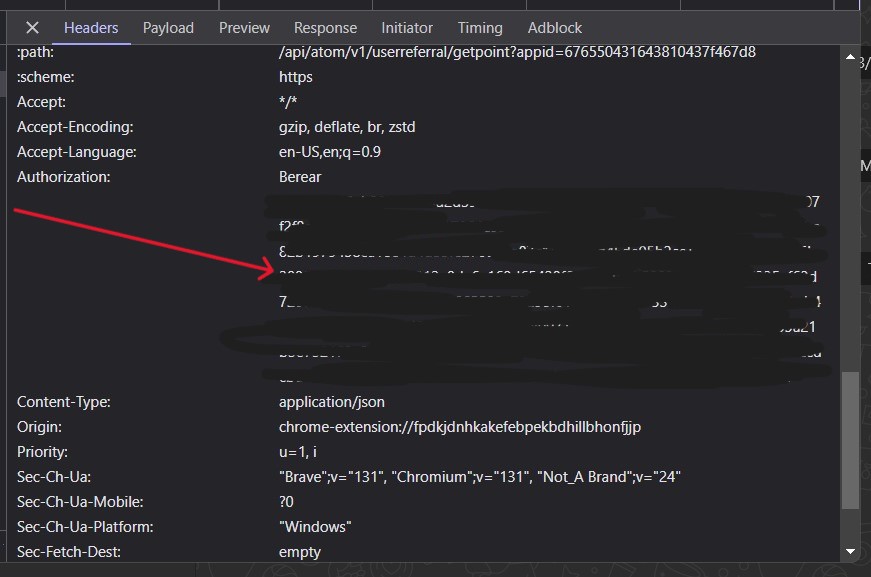 Headers Payload Preview Response Initiator Timing Adblock
:path: /api/atom/v1/userreferral/getpoint?appid=676550431643810437f467d8
:scheme: https
Accept: */*
Accept-Encoding: gzip, deflate, br, zstd
Accept-Language: en-US,en;q=0.9
Authorization: Berear
Content-Type: application/json
Origin: chrome-extension://fpdkjdnhkakefebpekbdhillbhonfjjp
Priority: u=1, i
Sec-Ch-Ua: "Brave";v="131", "Chromium";v="131", "Not_A Brand";v="24"
Sec-Ch-Ua-Mobile: ?0
Sec-Ch-Ua-Platform: "Windows"
Sec-Fetch-Dest: empty